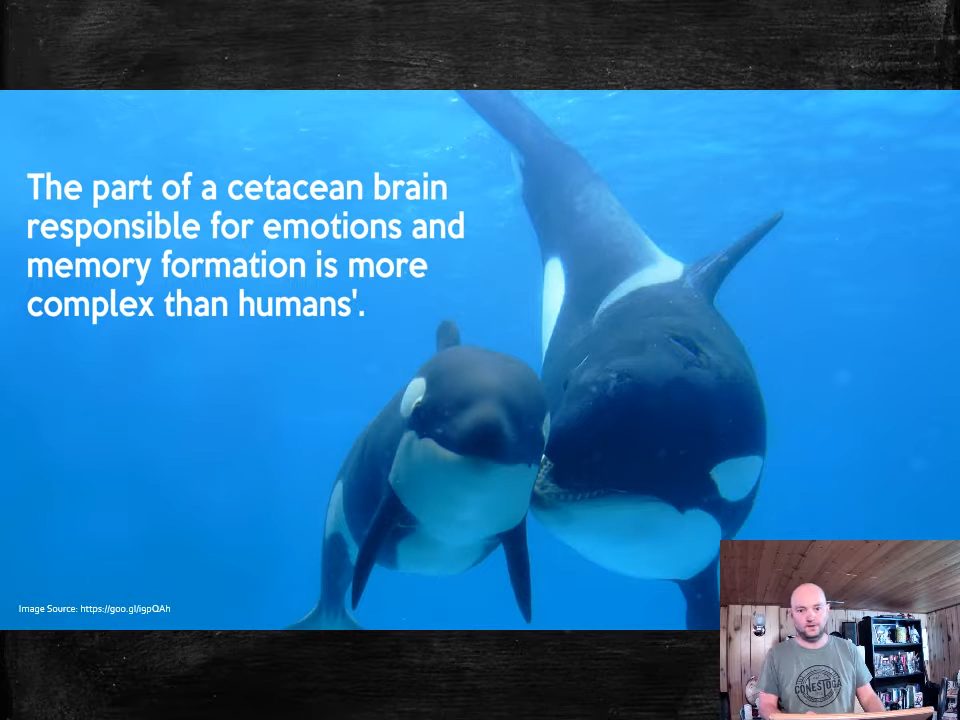 The part of a cetacean brain
responsible for emotions and
memory formation is more
complex than humans'.
Image Source: https://goo.gl/i9pQAh
CONESTOGA